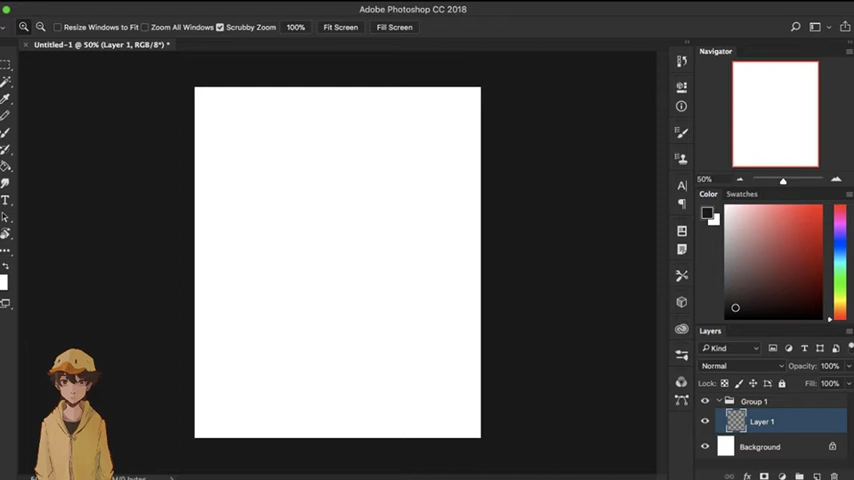 Adobe Photoshop CC 2018
Resize Windows to Fit Zoom All Windows Scrubby Zoom 100% Fit Screen Fill Screen
Untitled-1 @ 50% (Layer 1, RGB/8*) *
Navigator
50%
Color Swatches
Layers
Kind
Normal Opacity: 100%
Lock: Fill: 100%
Group 1
Layer 1
Background